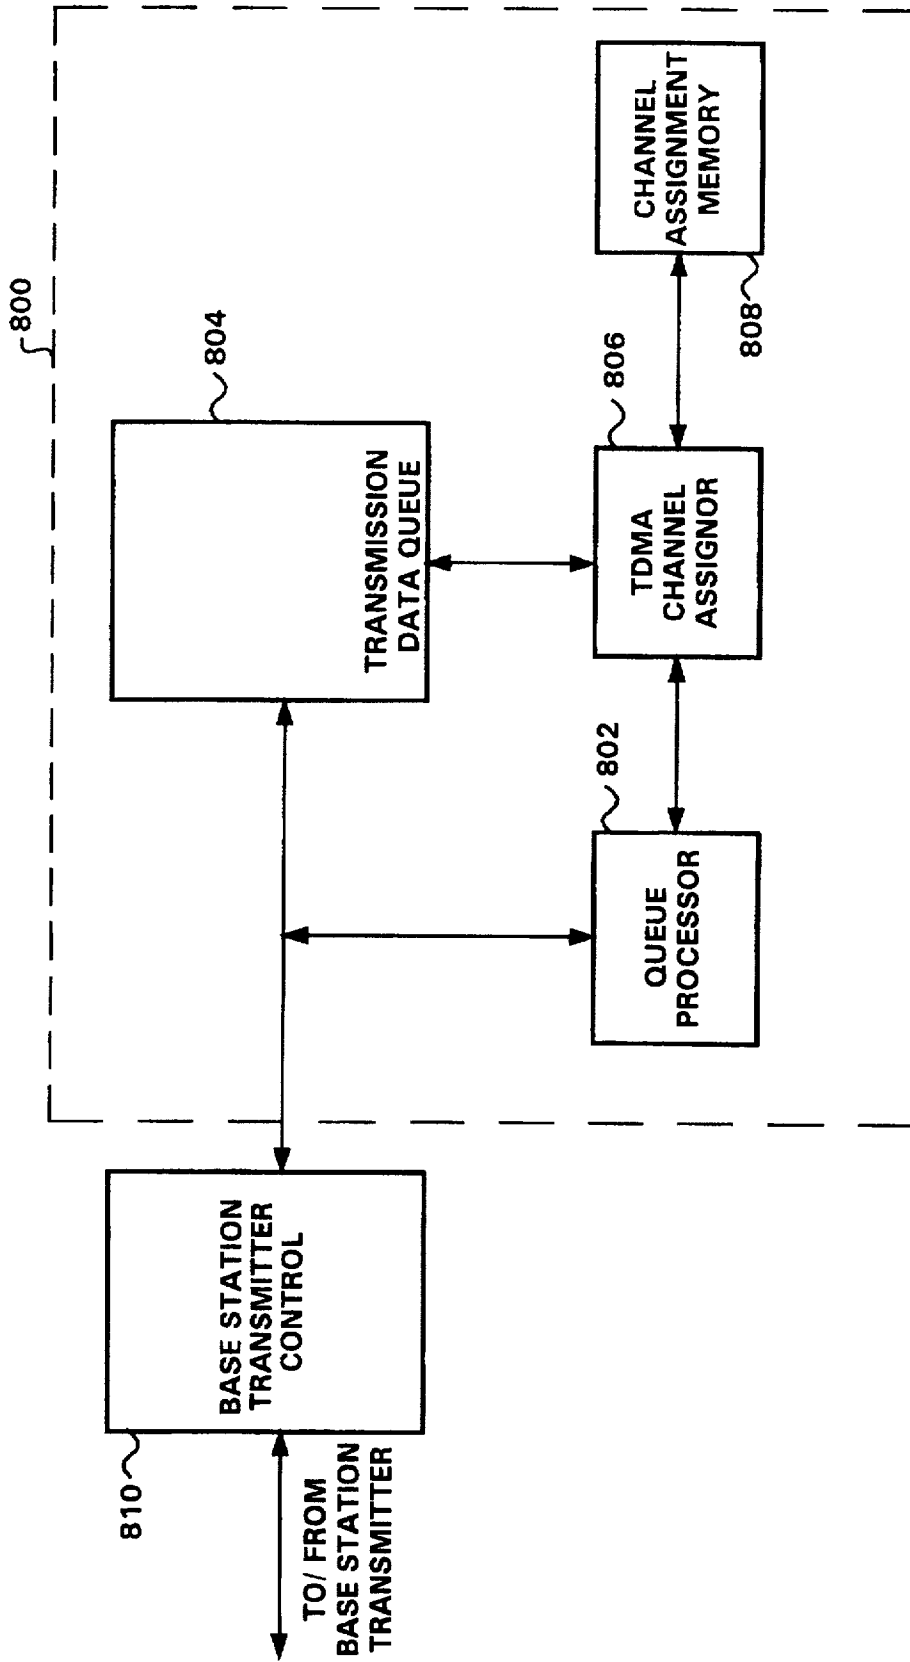 800
804
TRANSMISSION
DATA QUEUE
CHANNEL
ASSIGNMENT
MEMORY
808
806
TDMA
CHANNEL
ASSIGNOR
802
QUEUE
PROCESSOR
810
BASE STATION
TRANSMITTER
CONTROL
TO/ FROM
BASE STATION
TRANSMITTER